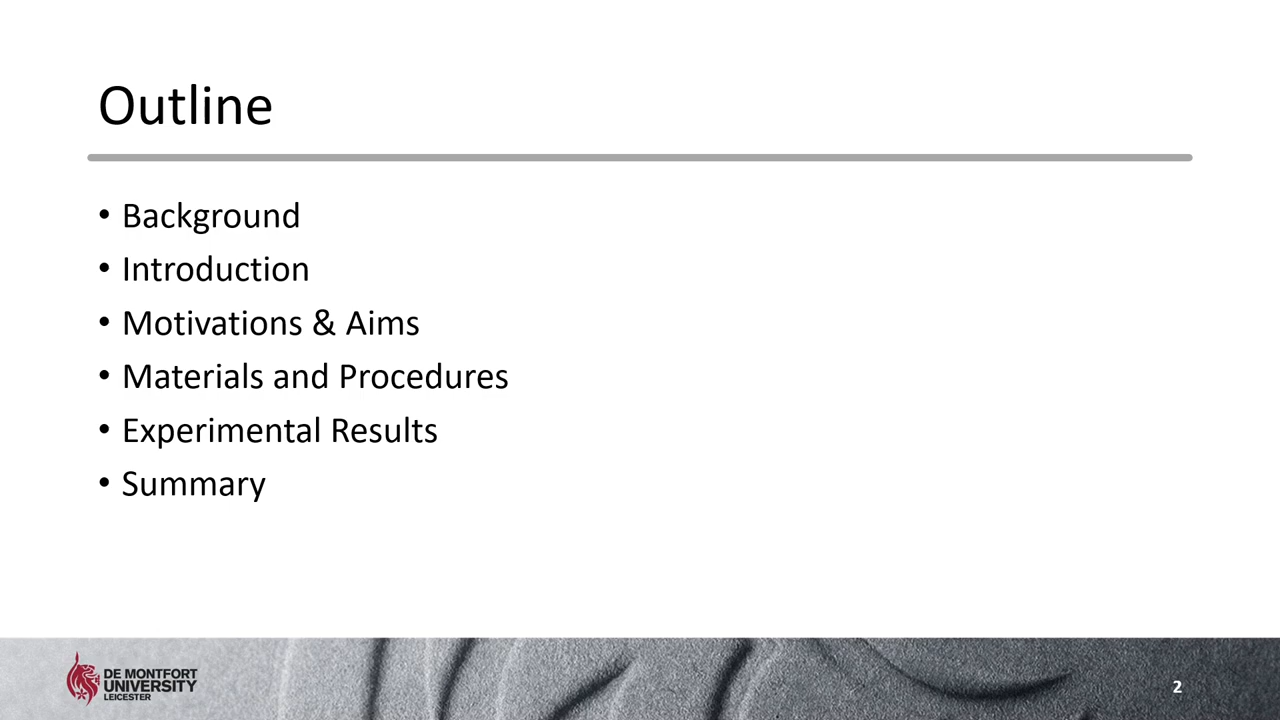 Outline
• Background
• Introduction
• Motivations & Aims
• Materials and Procedures
• Experimental Results
• Summary
DE MONTFORT
UNIVERSITY
LEICESTER
2